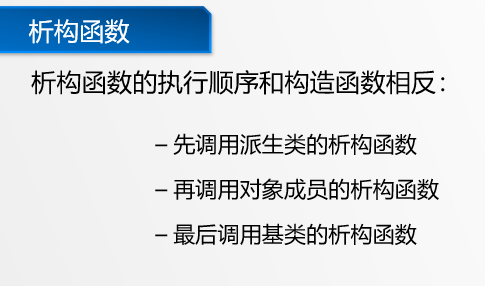 析构函数
析构函数的执行顺序和构造函数相反：
– 先调用派生类的析构函数
– 再调用对象成员的析构函数
– 最后调用基类的析构函数